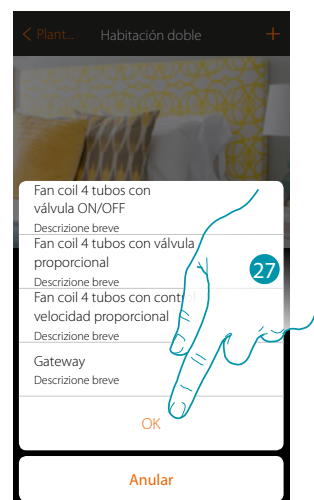 Plant... Habitación doble +
Fan coil 4 tubos con
válvula ON/OFF
Descrizione breve
Fan coil 4 tubos con válvula
proporcional
Descrizione breve
Fan coil 4 tubos con cont
velocidad proporcional
Descrizione breve
Gateway
Descrizione breve
27
OK
Anular